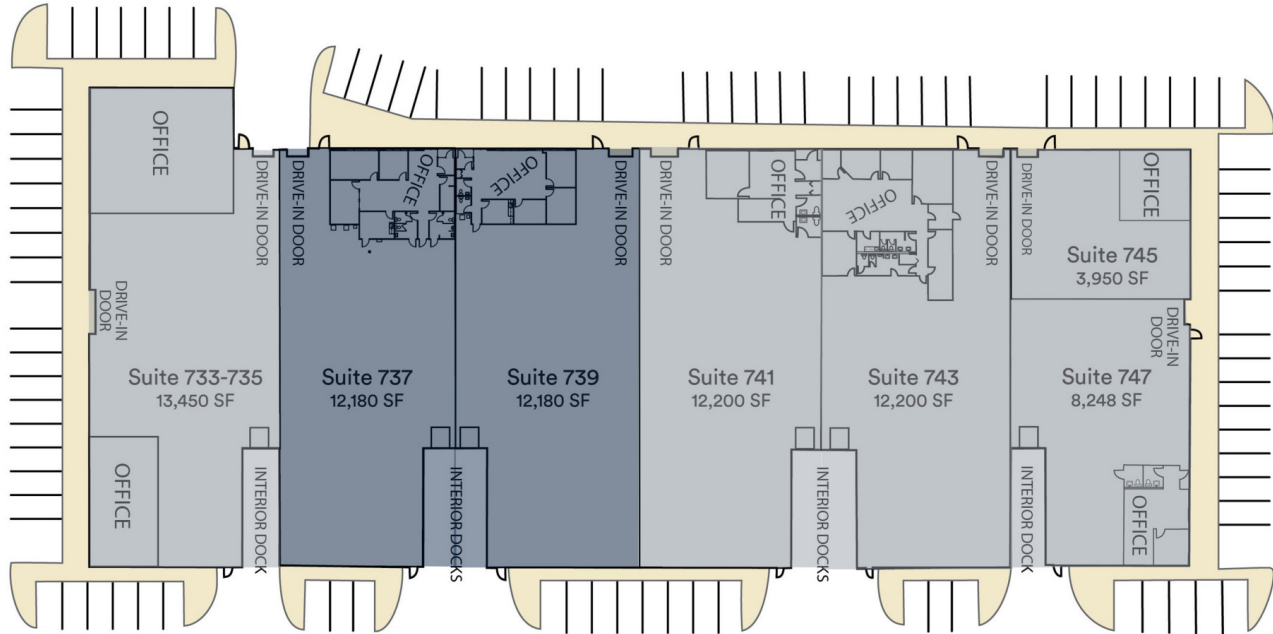 OFFICE
DRIVE-IN DOOR
DRIVE-IN
DOOR
Suite 733-735
13,450 SF
OFFICE
INTERIOR DOCK
DRIVE-IN DOOR
OFFICE
Suite 737
12,180 SF
INTERIOR DOCKS
OFFICE
DRIVE-IN DOOR
Suite 739
12,180 SF
DRIVE-IN DOOR
OFFICE
Suite 741
12,200 SF
INTERIOR DOCKS
OFFICE
DRIVE-IN DOOR
Suite 743
12,200 SF
DRIVE-IN DOOR
OFFICE
Suite 745
3,950 SF
DRIVE-IN
DOOR
Suite 747
8,248 SF
INTERIOR DOCK
OFFICE